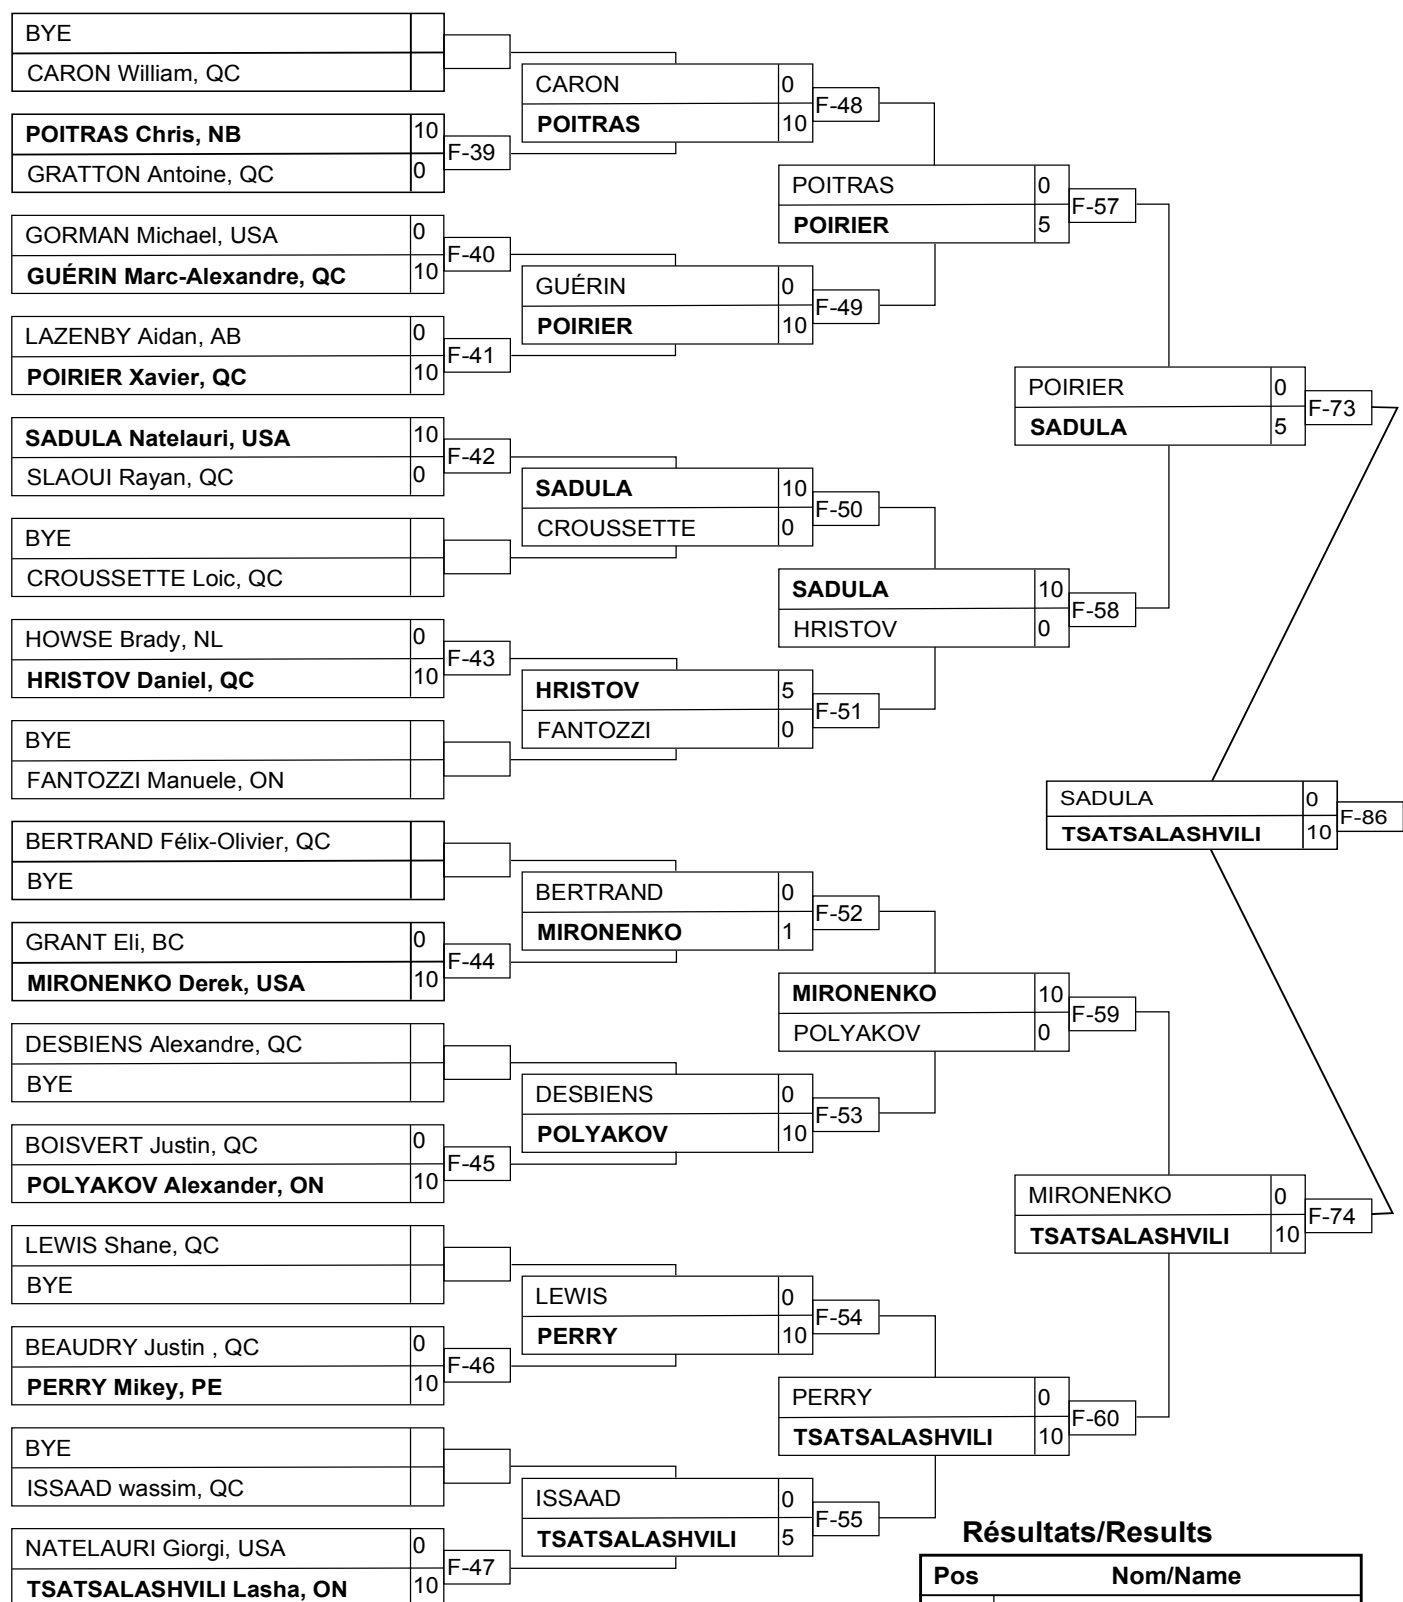 BYE
CARON William, QC
POITRAS Chris, NB 10
GRATTON Antoine, QC 0
F-39
GORMAN Michael, USA 0
GUÉRIN Marc-Alexandre, QC 10
F-40
LAZENBY Aidan, AB 0
POIRIER Xavier, QC 10
F-41
SADULA Natelauri, USA 10
SLAOUI Rayan, QC 0
F-42
BYE
CROUSSETTE Loic, QC
HOWSE Brady, NL 0
HRISTOV Daniel, QC 10
F-43
BYE
FANTOZZI Manuele, ON
BERTRAND Félix-Olivier, QC
BYE
GRANT Eli, BC 0
MIRONENKO Derek, USA 10
F-44
DESBIENS Alexandre, QC
BYE
BOISVERT Justin, QC 0
POLYAKOV Alexander, ON 10
F-45
LEWIS Shane, QC
BYE
BEAUDRY Justin , QC 0
PERRY Mikey, PE 10
F-46
BYE
ISSAAD wassim, QC
NATELAURI Giorgi, USA 0
TSATSALASHVILI Lasha, ON 10
F-47
CARON 0
POITRAS 10
F-48
GUÉRIN 0
POIRIER 10
F-49
SADULA 10
CROUSSETTE 0
F-50
HRISTOV 5
FANTOZZI 0
F-51
BERTRAND 0
MIRONENKO 1
F-52
DESBIENS 0
POLYAKOV 10
F-53
LEWIS 0
PERRY 10
F-54
ISSAAD 0
TSATSALASHVILI 5
F-55
POITRAS 0
POIRIER 5
F-57
SADULA 10
HRISTOV 0
F-58
MIRONENKO 10
POLYAKOV 0
F-59
PERRY 0
TSATSALASHVILI 10
F-60
POIRIER 0
SADULA 5
F-73
MIRONENKO 0
TSATSALASHVILI 10
F-74
SADULA 0
TSATSALASHVILI 10
F-86
Résultats/Results
Pos Nom/Name